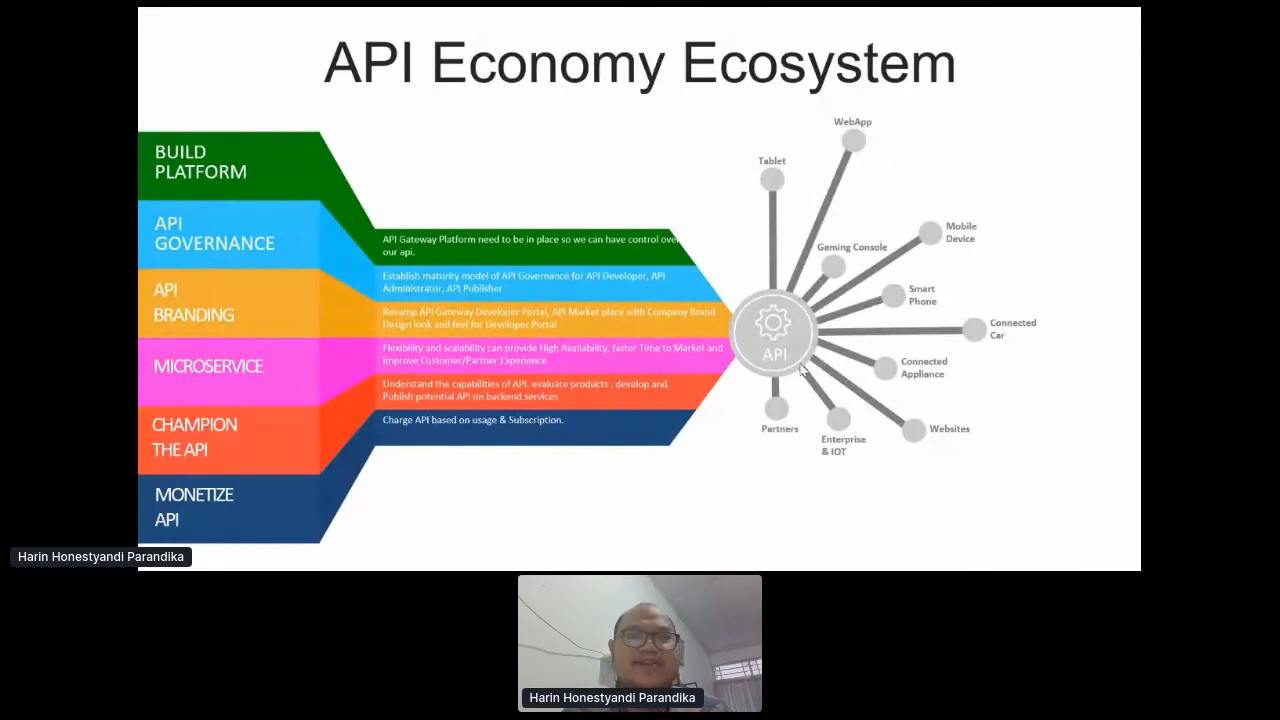 API Economy Ecosystem
BUILD
PLATFORM
API
GOVERNANCE
API
BRANDING
MICROSERVICE
CHAMPION
THE API
MONETIZE
API
API Gateway Platform need to be in place so we can have control over
our api.
Establish maturity model of API Governance for API Developer, API
Administrator, API Publisher
Revamp API Gateway Developer Portal, API Market place with Company Brand
Design look and feel for Developer Portal
Flexibility and scalability can provide High Availability, faster Time to Market and
improve Customer/Partner Experience
Understand the capabilities of API, evaluate products , develop and
Publish potential API on backend services
Charge API based on usage & Subscription.
WebApp
Tablet
Mobile
Device
Gaming Console
Smart
Phone
Connected
Car
API
Connected
Appliance
Partners
Enterprise
& IOT
Websites
Harin Honestyandi Parandika
Harin Honestyandi Parandika